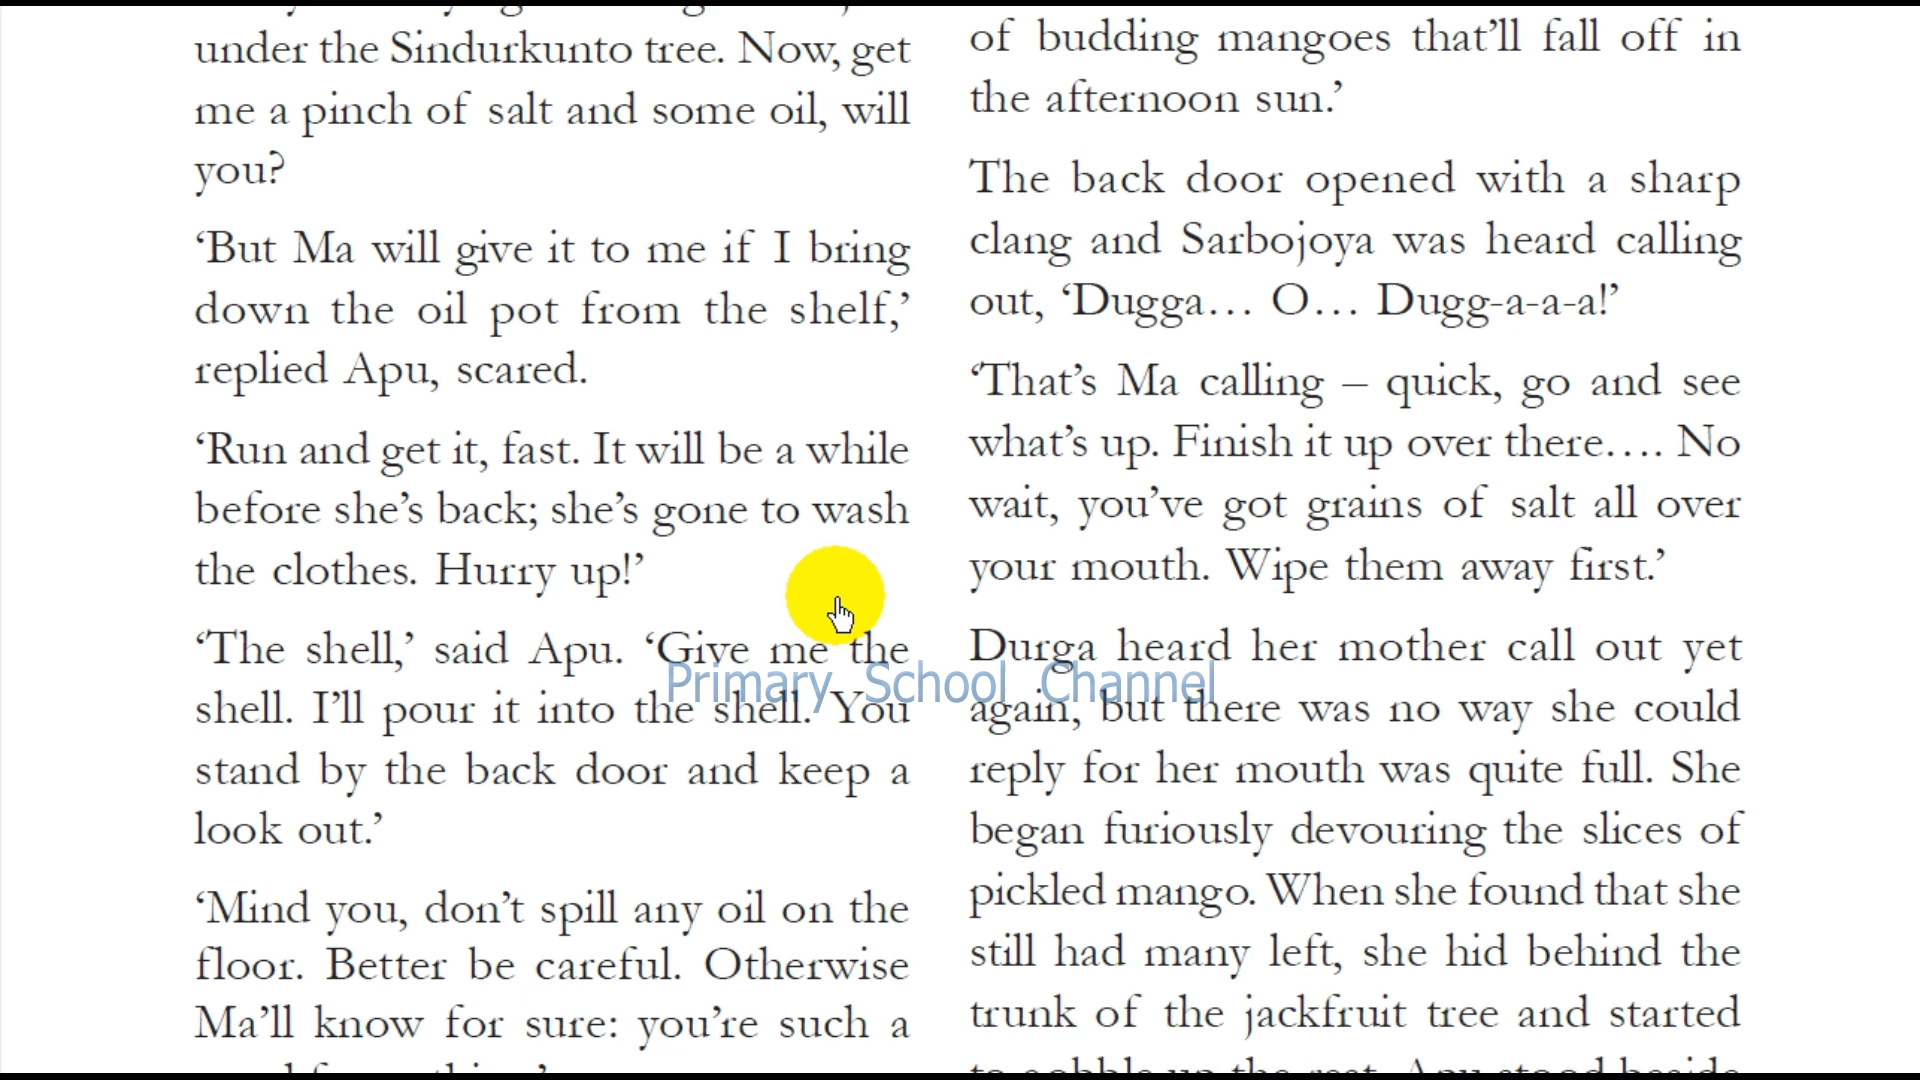 under the Sindurkunto tree. Now, get
me a pinch of salt and some oil, will
you?
‘But Ma will give it to me if I bring
down the oil pot from the shelf,’
replied Apu, scared.
‘Run and get it, fast. It will be a while
before she’s back; she’s gone to wash
the clothes. Hurry up!’
‘The shell,’ said Apu. ‘Give me the
shell. I’ll pour it into the shell. You
stand by the back door and keep a
look out.’
‘Mind you, don’t spill any oil on the
floor. Better be careful. Otherwise
Ma’ll know for sure: you’re such a
of budding mangoes that’ll fall off in
the afternoon sun.’
The back door opened with a sharp
clang and Sarbojoya was heard calling
out, ‘Dugga… O… Dugg-a-a-a!’
‘That’s Ma calling – quick, go and see
what’s up. Finish it up over there…. No
wait, you’ve got grains of salt all over
your mouth. Wipe them away first.’
Durga heard her mother call out yet
again, but there was no way she could
reply for her mouth was quite full. She
began furiously devouring the slices of
pickled mango. When she found that she
still had many left, she hid behind the
trunk of the jackfruit tree and started
Primary School Channel